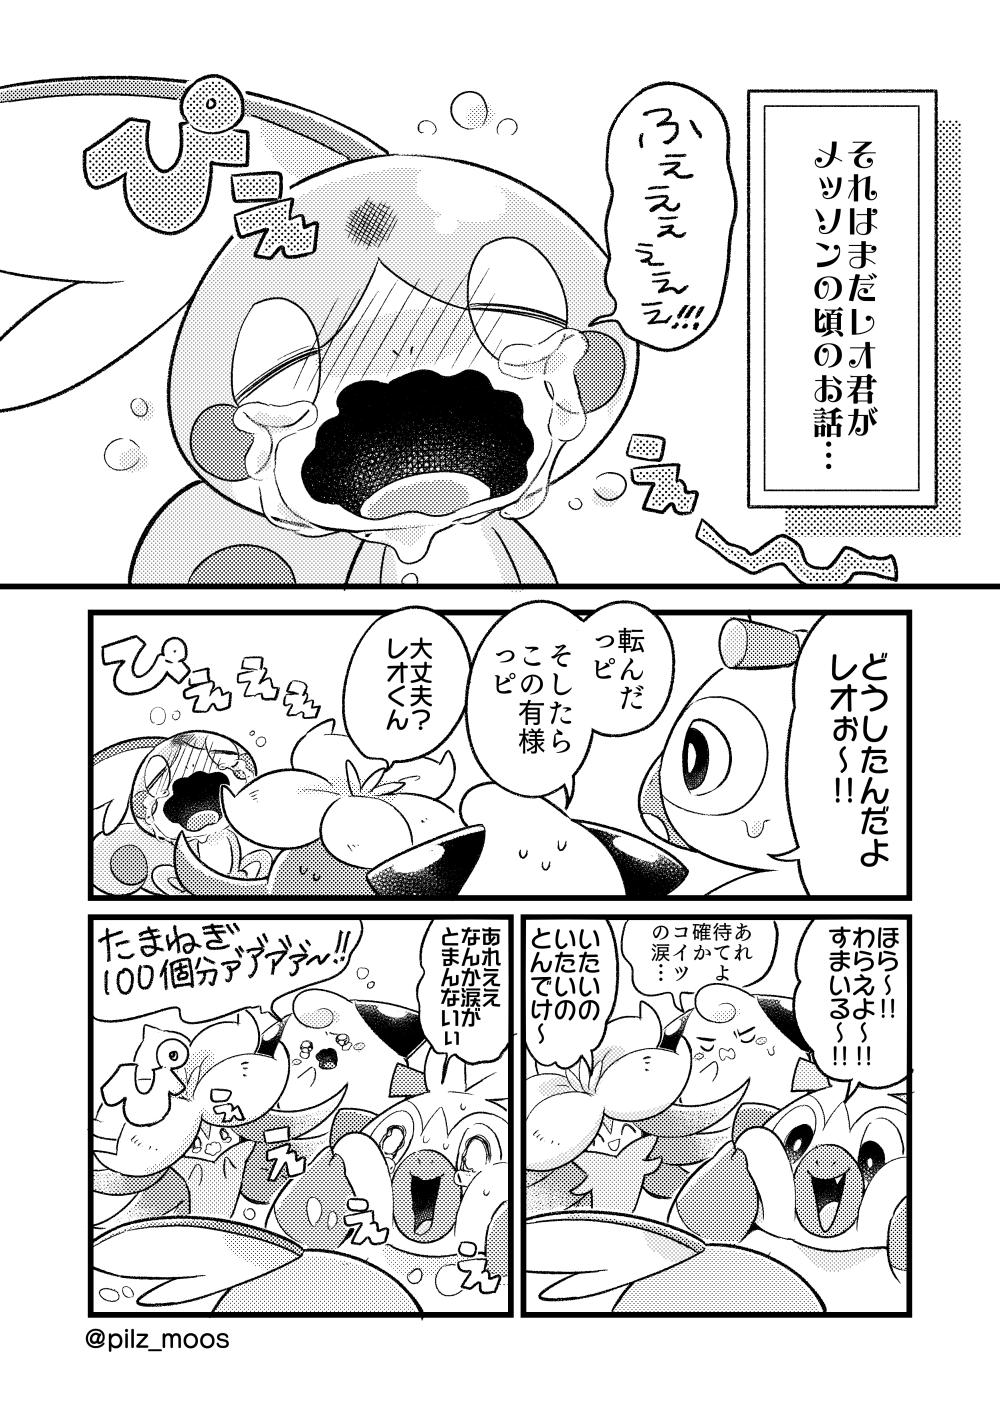 それはまだレオ君が
メッソンの頃のお話…
ふぇぇぇぇぇぇぇ!!!
ぴぇ
ぇぇ
どうしたんだよ
レオぉ〜!!
転んだ
っピ
そしたら
この有様
っピ
大丈夫?
レオくん
ぴぇぇぇぇ
ほら〜!!
わらえよ〜!!
すまいる〜!!
あれ
待てよ
確か
コイツ
の涙…
いたいの
いたいの
とんでけ〜
あれええ
なんか涙が
とまんないぃ
たまねぎ
100個分ァアアアァ〜!!
ぴぇぇぇぇ
@pilz_moos